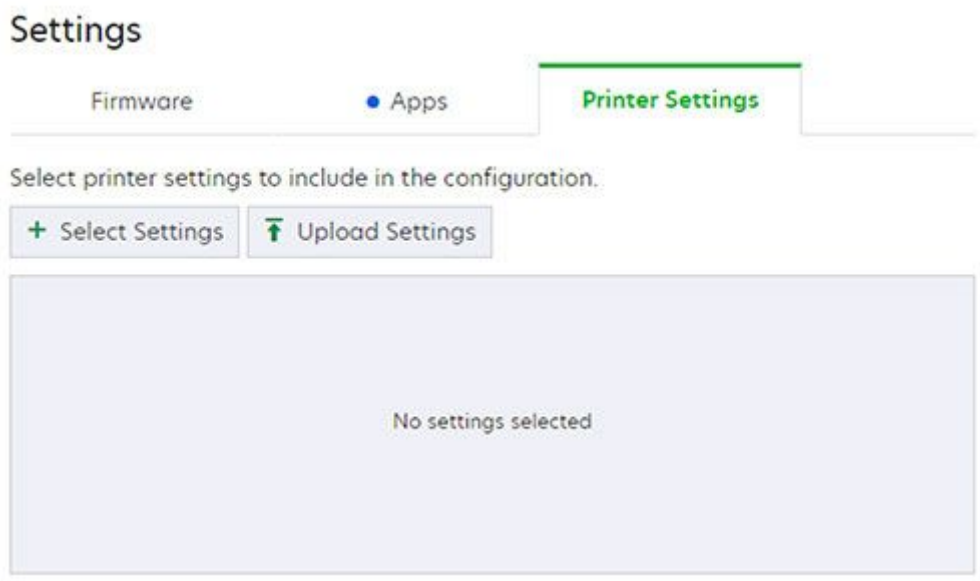 Settings
Firmware Apps Printer Settings
Select printer settings to include in the configuration.
+ Select Settings Upload Settings
No settings selected